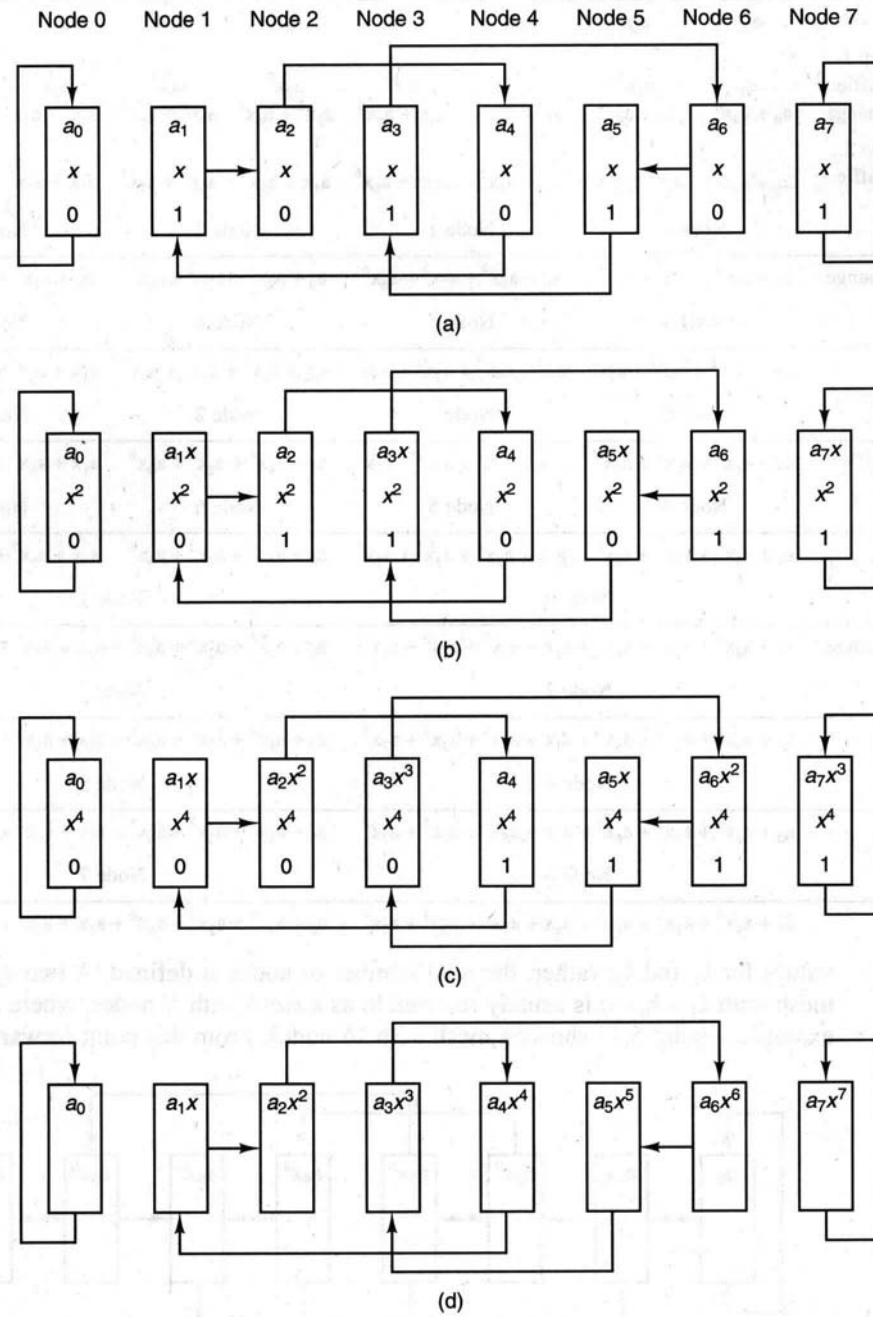 Node 0 Node 1 Node 2 Node 3 Node 4 Node 5 Node 6 Node 7
a₀ a₁ a₂ a₃ a₄ a₅ a₆ a₇
x x x x x x x x
0 1 0 1 0 1 0 1
(a)
a₀ a₁x a₂ a₃x a₄ a₅x a₆ a₇x
x² x² x² x² x² x² x² x²
0 0 1 1 0 0 1 1
(b)
a₀ a₁x a₂x² a₃x³ a₄ a₅x a₆x² a₇x³
x⁴ x⁴ x⁴ x⁴ x⁴ x⁴ x⁴ x⁴
0 0 0 0 1 1 1 1
(c)
a₀ a₁x a₂x² a₃x³ a₄x⁴ a₅x⁵ a₆x⁶ a₇x⁷
(d)